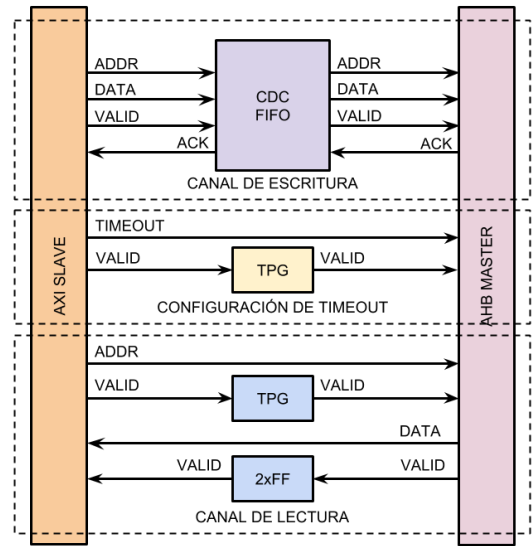 AXI SLAVE
AHB MASTER
ADDR
DATA
VALID
ACK
CDC
FIFO
ADDR
DATA
VALID
ACK
CANAL DE ESCRITURA
TIMEOUT
VALID
TPG
VALID
CONFIGURACIÓN DE TIMEOUT
ADDR
VALID
TPG
VALID
DATA
VALID
2xFF
VALID
CANAL DE LECTURA